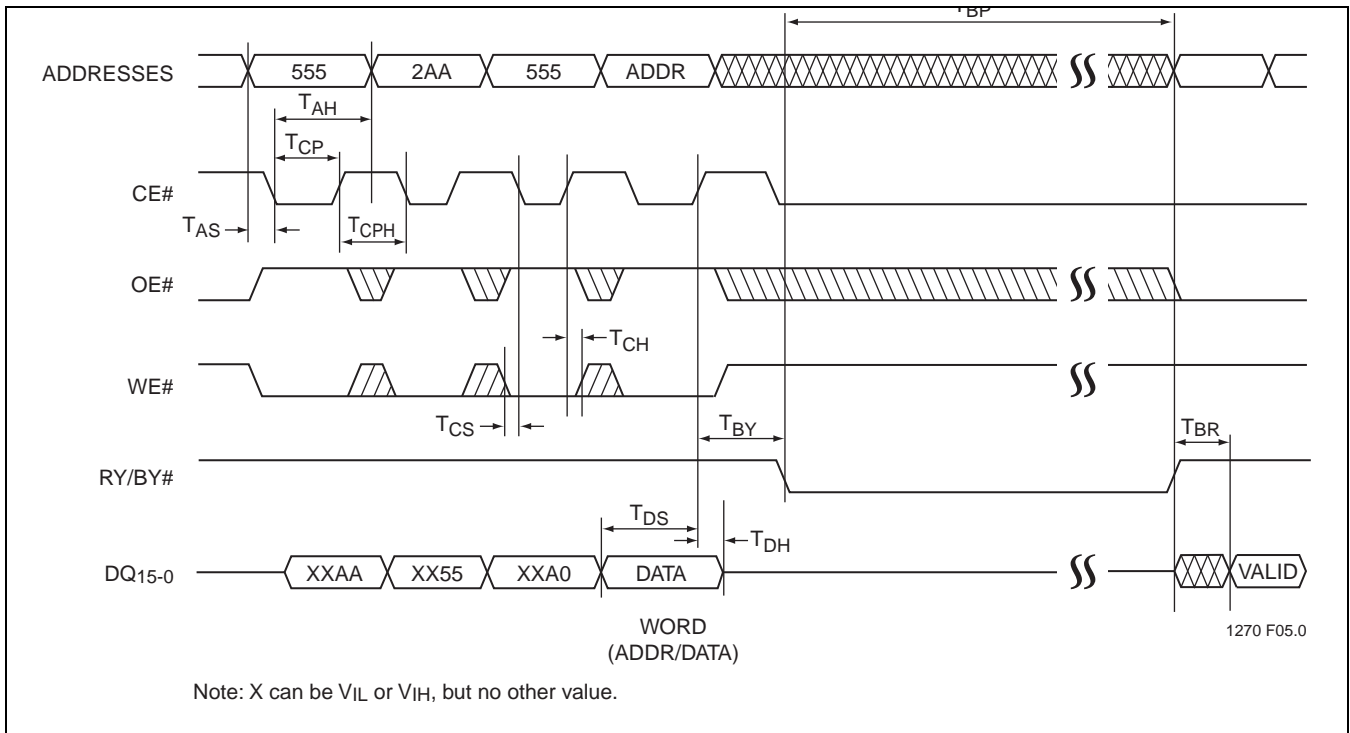 TBP
ADDRESSES 555 2AA 555 ADDR
TAH
TCP
CE#
TAS TCPH
OE#
TCH
WE#
TCS TBY TBR
RY/BY#
TDS
TDH
DQ15-0 XXAA XX55 XXA0 DATA VALID
WORD
(ADDR/DATA)
1270 F05.0
Note: X can be VIL or VIH, but no other value.